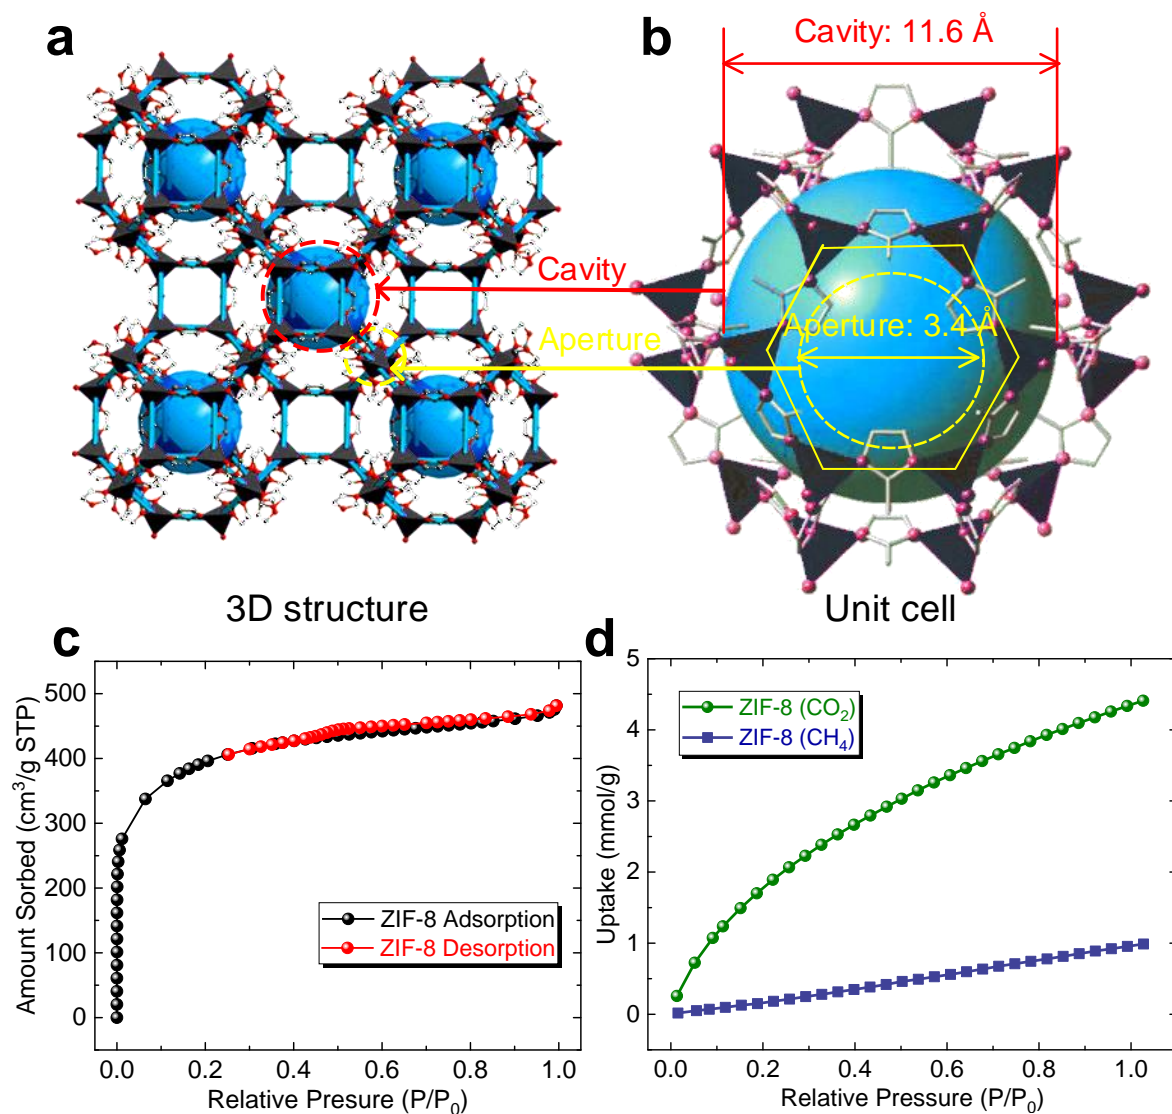 a
b
Cavity: 11.6 Å
Cavity
Aperture
Aperture: 3.4 Å
3D structure
Unit cell
c
500
400
300
200
100
0
Amount Sorbed (cm³/g STP)
ZIF-8 Adsorption
ZIF-8 Desorption
0.0 0.2 0.4 0.6 0.8 1.0
Relative Pressure (P/P₀)
d
5
4
3
2
1
0
Uptake (mmol/g)
ZIF-8 (CO₂)
ZIF-8 (CH₄)
0.0 0.2 0.4 0.6 0.8 1.0
Relative Pressure (P/P₀)